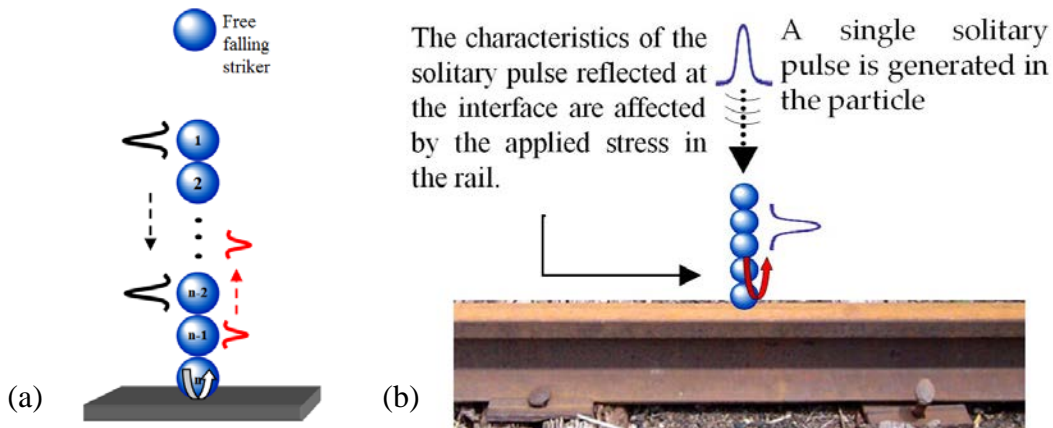 Free
falling
striker
1
2
n-2
n-1
n
(a)
The characteristics of the
solitary pulse reflected at
the interface are affected
by the applied stress in
the rail.
A single solitary
pulse is generated in
the particle
(b)